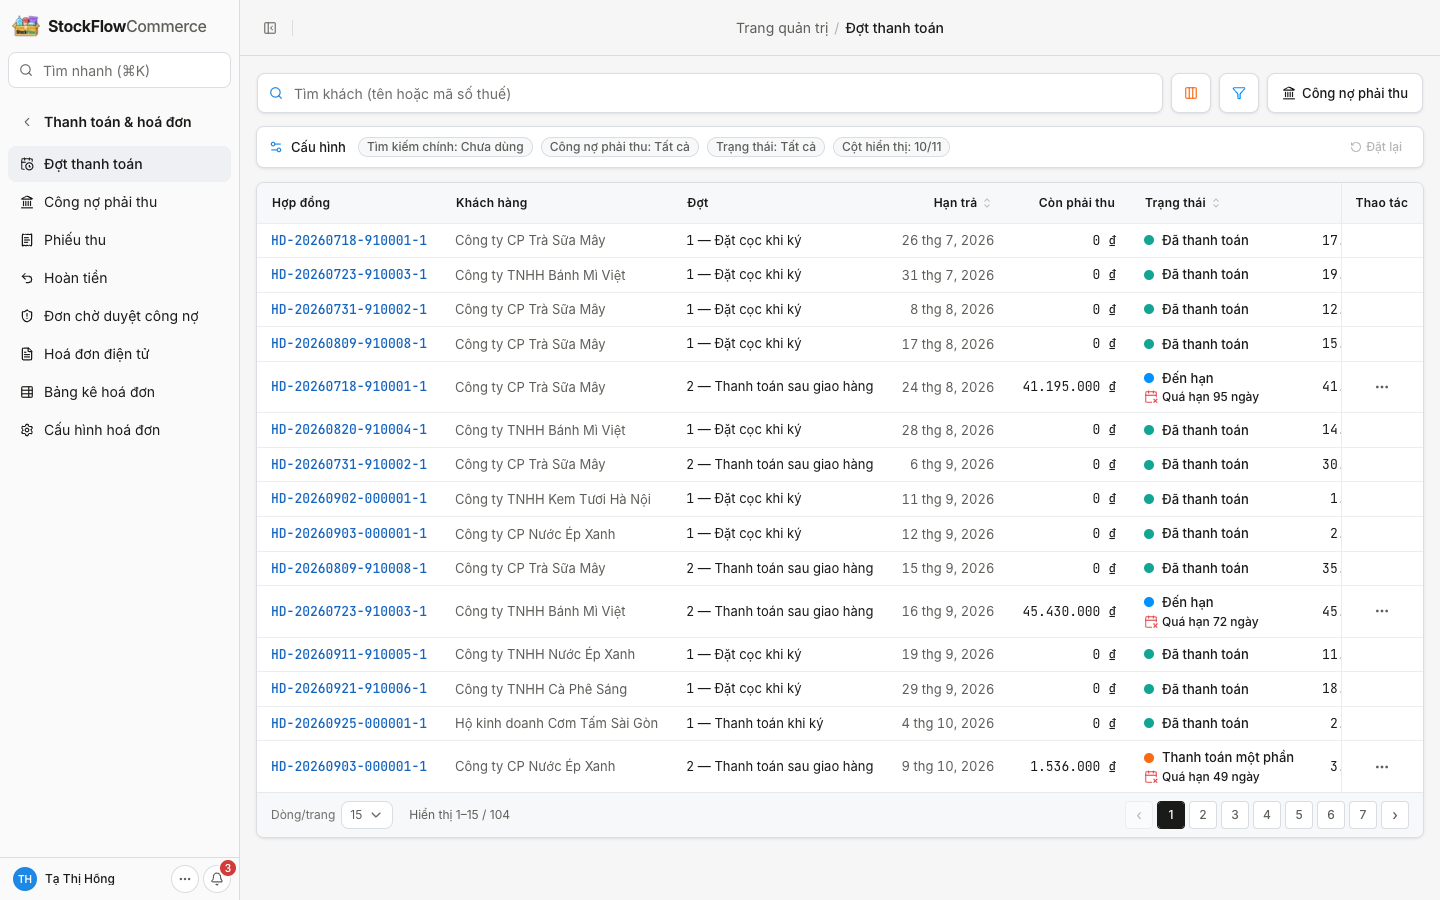 StockFlowCommerce
Tìm nhanh (⌘K)
Thanh toán & hoá đơn
Đợt thanh toán
Công nợ phải thu
Phiếu thu
Hoàn tiền
Đơn chờ duyệt công nợ
Hoá đơn điện tử
Bảng kê hoá đơn
Cấu hình hoá đơn
TH Tạ Thị Hồng
3
Trang quản trị / Đợt thanh toán
Tìm khách (tên hoặc mã số thuế)
Công nợ phải thu
Cấu hình Tìm kiếm chính: Chưa dùng Công nợ phải thu: Tất cả Trạng thái: Tất cả Cột hiển thị: 10/11 Đặt lại
Hợp đồng Khách hàng Đợt Hạn trả Còn phải thu Trạng thái Thao tác
HD-20260718-910001-1 Công ty CP Trà Sữa Mây 1 — Đặt cọc khi ký 26 thg 7, 2026 0 ₫ Đã thanh toán 17.
HD-20260723-910003-1 Công ty TNHH Bánh Mì Việt 1 — Đặt cọc khi ký 31 thg 7, 2026 0 ₫ Đã thanh toán 19.
HD-20260731-910002-1 Công ty CP Trà Sữa Mây 1 — Đặt cọc khi ký 8 thg 8, 2026 0 ₫ Đã thanh toán 12.
HD-20260809-910008-1 Công ty CP Trà Sữa Mây 1 — Đặt cọc khi ký 17 thg 8, 2026 0 ₫ Đã thanh toán 15.
HD-20260718-910001-1 Công ty CP Trà Sữa Mây 2 — Thanh toán sau giao hàng 24 thg 8, 2026 41.195.000 ₫ Đến hạn 41.
Quá hạn 95 ngày
HD-20260820-910004-1 Công ty TNHH Bánh Mì Việt 1 — Đặt cọc khi ký 28 thg 8, 2026 0 ₫ Đã thanh toán 14.
HD-20260731-910002-1 Công ty CP Trà Sữa Mây 2 — Thanh toán sau giao hàng 6 thg 9, 2026 0 ₫ Đã thanh toán 30.
HD-20260902-000001-1 Công ty TNHH Kem Tươi Hà Nội 1 — Đặt cọc khi ký 11 thg 9, 2026 0 ₫ Đã thanh toán 1.
HD-20260903-000001-1 Công ty CP Nước Ép Xanh 1 — Đặt cọc khi ký 12 thg 9, 2026 0 ₫ Đã thanh toán 2.
HD-20260809-910008-1 Công ty CP Trà Sữa Mây 2 — Thanh toán sau giao hàng 15 thg 9, 2026 0 ₫ Đã thanh toán 35.
HD-20260723-910003-1 Công ty TNHH Bánh Mì Việt 2 — Thanh toán sau giao hàng 16 thg 9, 2026 45.430.000 ₫ Đến hạn 45.
Quá hạn 72 ngày
HD-20260911-910005-1 Công ty TNHH Nước Ép Xanh 1 — Đặt cọc khi ký 19 thg 9, 2026 0 ₫ Đã thanh toán 11.
HD-20260921-910006-1 Công ty TNHH Cà Phê Sáng 1 — Đặt cọc khi ký 29 thg 9, 2026 0 ₫ Đã thanh toán 18.
HD-20260925-000001-1 Hộ kinh doanh Cơm Tấm Sài Gòn 1 — Thanh toán khi ký 4 thg 10, 2026 0 ₫ Đã thanh toán 2.
HD-20260903-000001-1 Công ty CP Nước Ép Xanh 2 — Thanh toán sau giao hàng 9 thg 10, 2026 1.536.000 ₫ Thanh toán một phần 3.
Quá hạn 49 ngày
Dòng/trang 15 Hiển thị 1–15 / 104 ‹ 1 2 3 4 5 6 7 ›